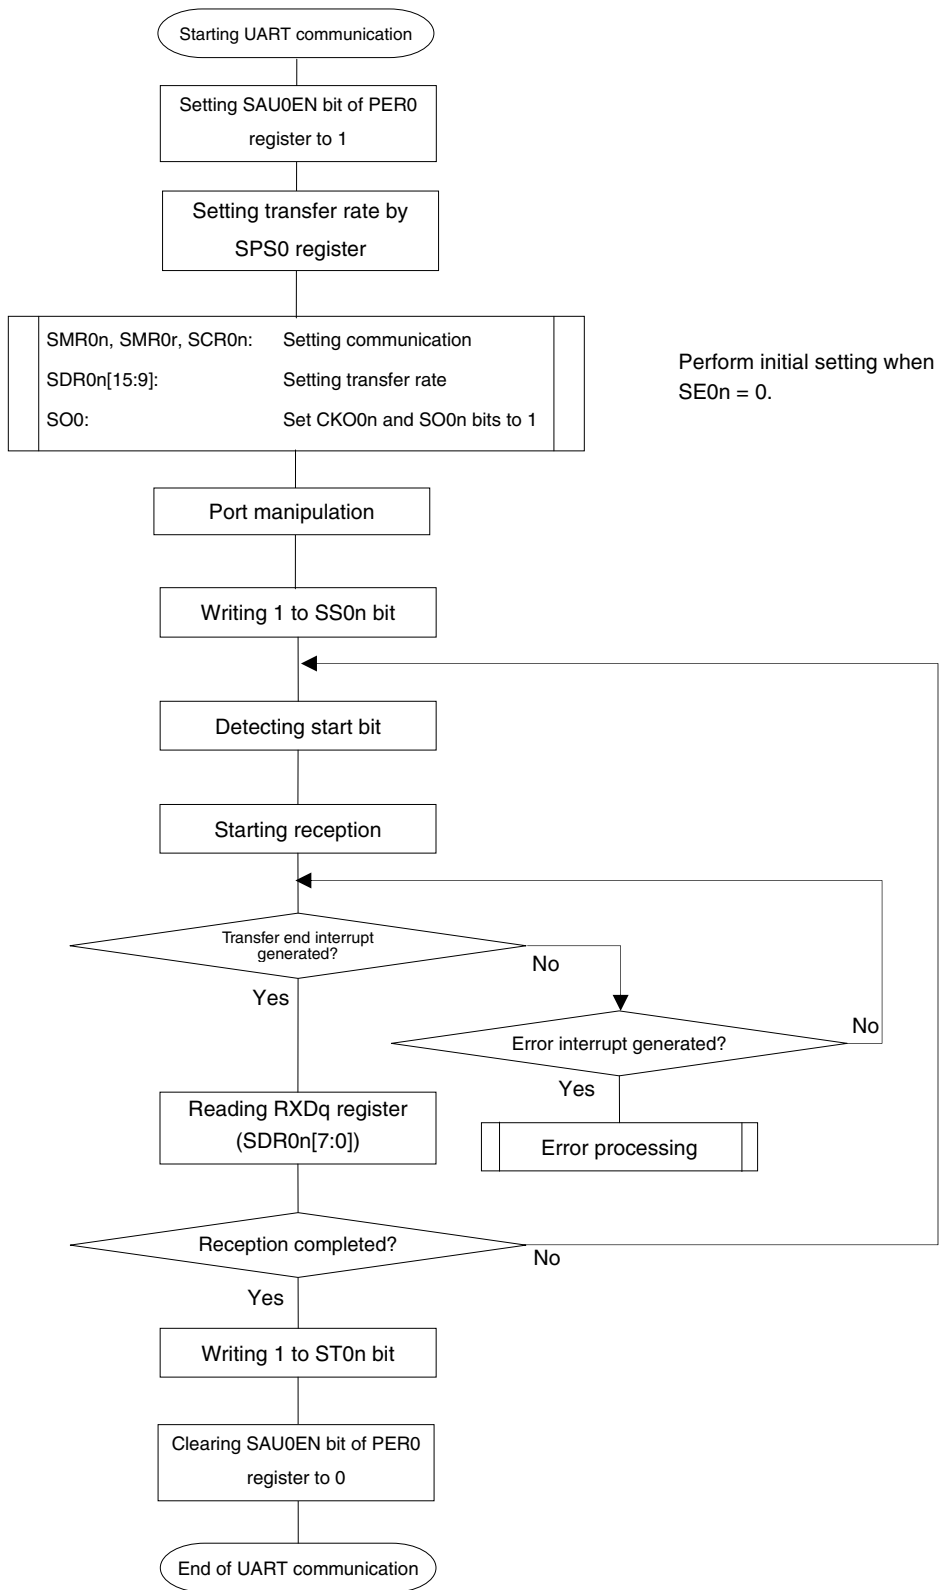 Starting UART communication
Setting SAU0EN bit of PER0
register to 1
Setting transfer rate by
SPS0 register
SMR0n, SMR0r, SCR0n: Setting communication
SDR0n[15:9]: Setting transfer rate
SO0: Set CKO0n and SO0n bits to 1
Perform initial setting when
SE0n = 0.
Port manipulation
Writing 1 to SS0n bit
Detecting start bit
Starting reception
Transfer end interrupt
generated?
No
Yes
Error interrupt generated?
No
Yes
Error processing
Reading RXDq register
(SDR0n[7:0])
Reception completed?
No
Yes
Writing 1 to ST0n bit
Clearing SAU0EN bit of PER0
register to 0
End of UART communication